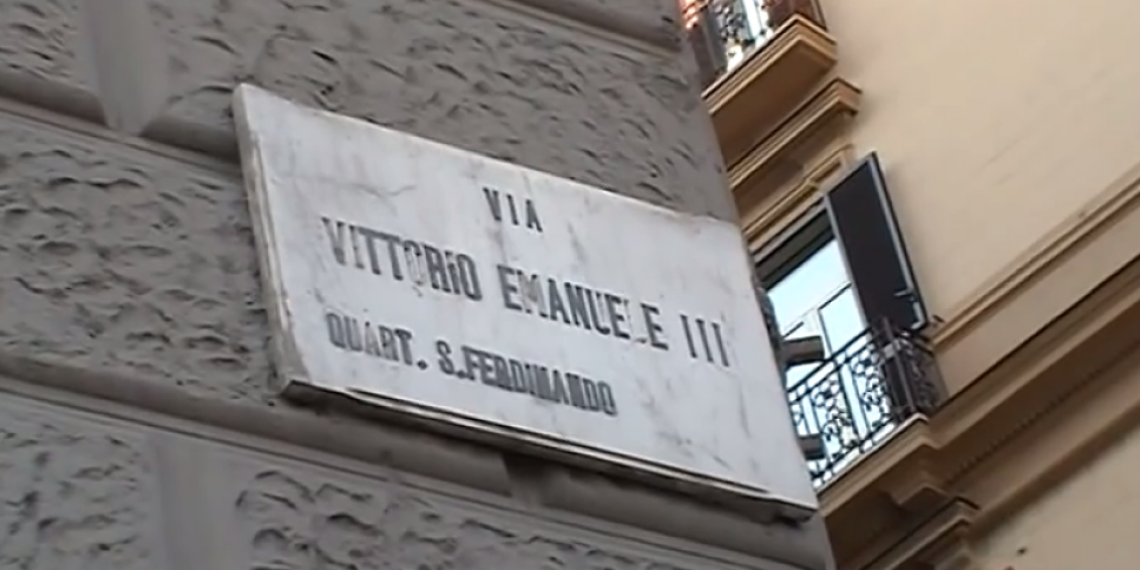 VIA
VITTORIO EMANUELE III
QUART. S.FERDINANDO